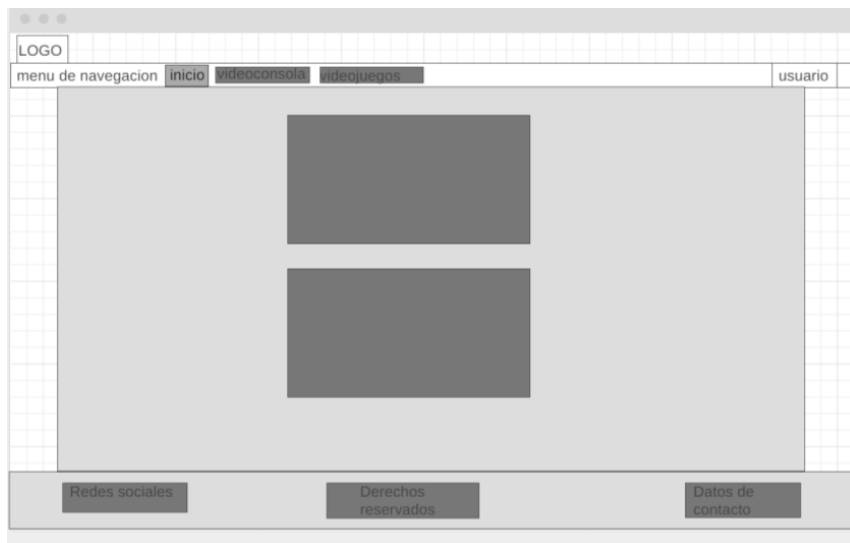 LOGO
menu de navegacion inicio videoconsola videojuegos usuario
Redes sociales
Derechos
reservados
Datos de
contacto